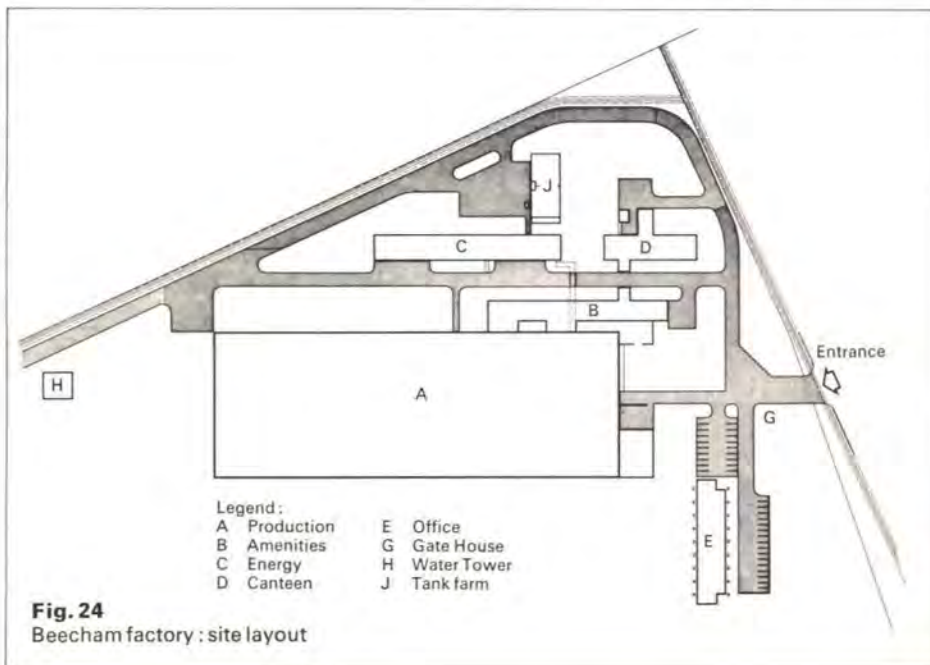 J
C
D
B
Entrance
H
A
G
E
Legend:
A Production
B Amenities
C Energy
D Canteen
E Office
G Gate House
H Water Tower
J Tank farm
Fig. 24
Beecham factory : site layout